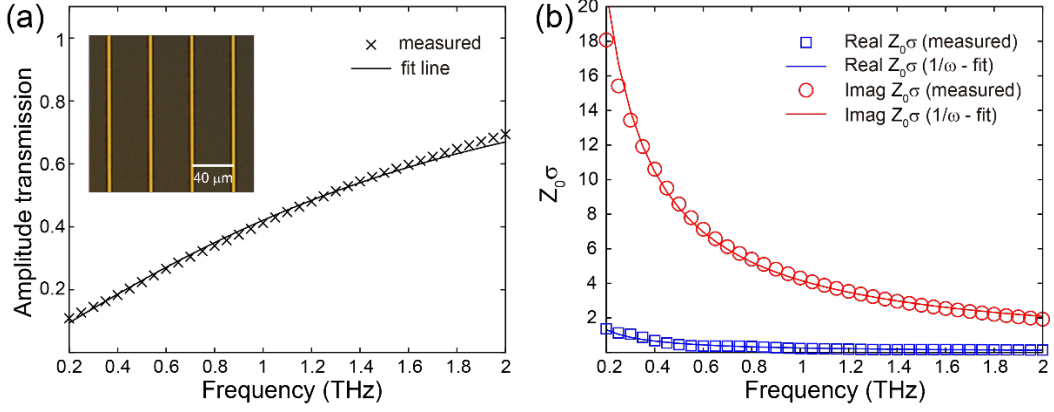 (a)
Amplitude transmission
1
0.8
0.6
0.4
0.2
40 μm
× measured
fit line
0.2 0.4 0.6 0.8 1 1.2 1.4 1.6 1.8 2
Frequency (THz)
(b)
Z₀σ
20
18
16
14
12
10
8
6
4
2
Real Z₀σ (measured)
Real Z₀σ (1/ω - fit)
Imag Z₀σ (measured)
Imag Z₀σ (1/ω - fit)
0.2 0.4 0.6 0.8 1 1.2 1.4 1.6 1.8 2
Frequency (THz)